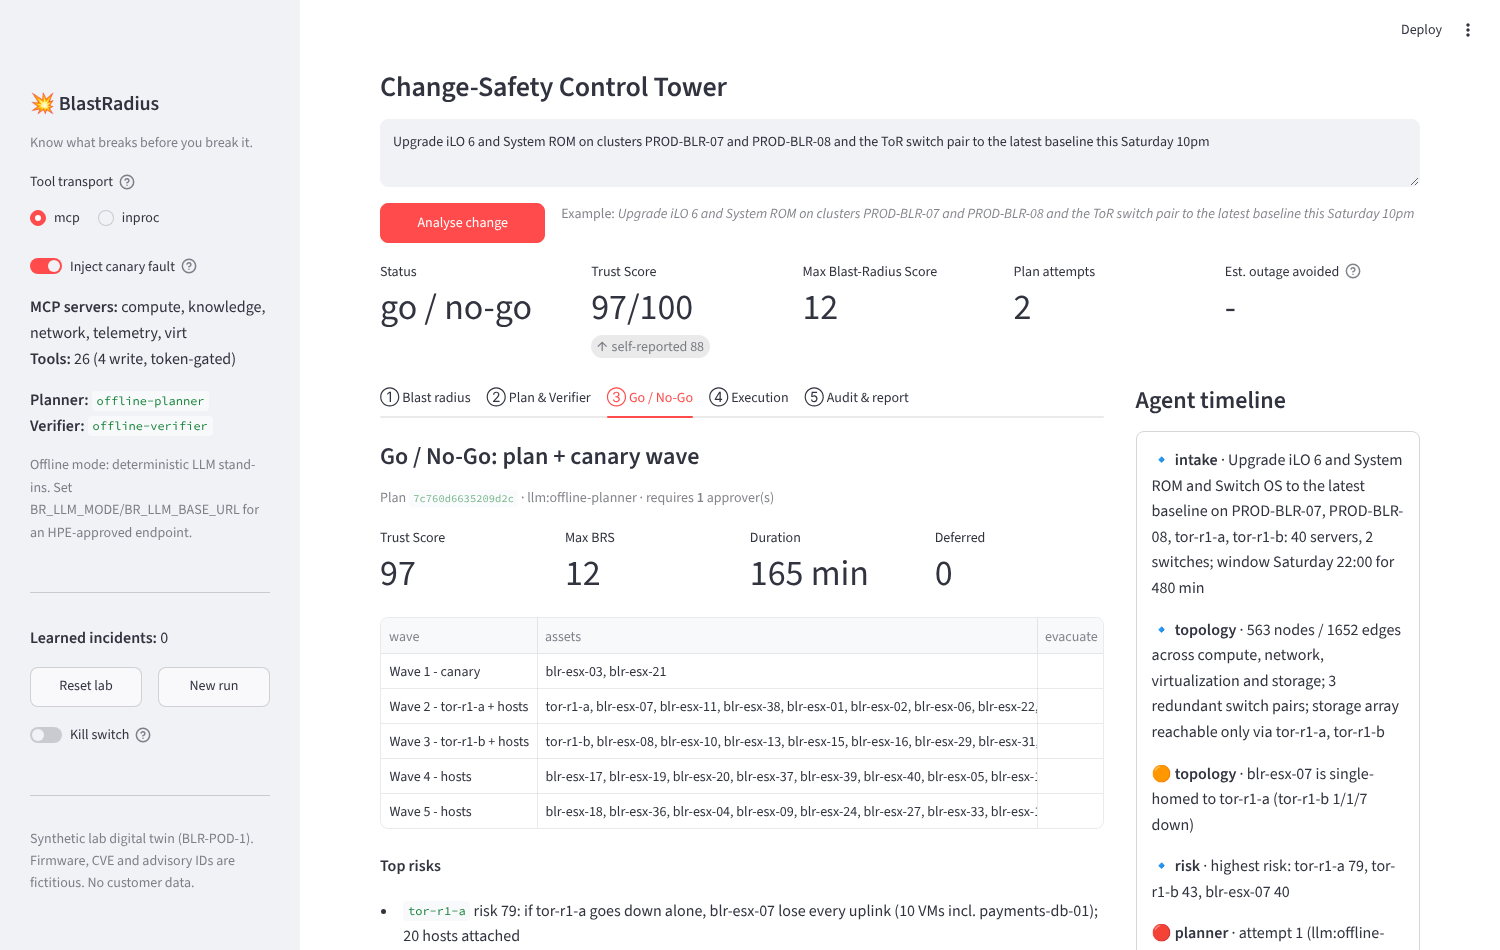 Deploy
💥 BlastRadius
Know what breaks before you break it.
Tool transport
mcp inproc
Inject canary fault
MCP servers: compute, knowledge,
network, telemetry, virt
Tools: 26 (4 write, token-gated)
Planner: offline-planner
Verifier: offline-verifier
Offline mode: deterministic LLM stand-
ins. Set
BR_LLM_MODE/BR_LLM_BASE_URL for
an HPE-approved endpoint.
Learned incidents: 0
Reset lab New run
Kill switch
Synthetic lab digital twin (BLR-POD-1).
Firmware, CVE and advisory IDs are
fictitious. No customer data.
Change-Safety Control Tower
Upgrade iLO 6 and System ROM on clusters PROD-BLR-07 and PROD-BLR-08 and the ToR switch pair to the latest baseline this Saturday 10pm
Analyse change
Example: Upgrade iLO 6 and System ROM on clusters PROD-BLR-07 and PROD-BLR-08 and the ToR switch pair to the latest baseline this Saturday 10pm
Status Trust Score Max Blast-Radius Score Plan attempts Est. outage avoided
go / no-go 97/100 12 2 -
↑ self-reported 88
① Blast radius ② Plan & Verifier ③ Go / No-Go ④ Execution ⑤ Audit & report
Go / No-Go: plan + canary wave
Plan 7c760d6635209d2c · llm:offline-planner · requires 1 approver(s)
Trust Score Max BRS Duration Deferred
97 12 165 min 0
wave assets evacuate
Wave 1 - canary blr-esx-03, blr-esx-21
Wave 2 - tor-r1-a + hosts tor-r1-a, blr-esx-07, blr-esx-11, blr-esx-38, blr-esx-01, blr-esx-02, blr-esx-06, blr-esx-22,
Wave 3 - tor-r1-b + hosts tor-r1-b, blr-esx-08, blr-esx-10, blr-esx-13, blr-esx-15, blr-esx-16, blr-esx-29, blr-esx-31,
Wave 4 - hosts blr-esx-17, blr-esx-19, blr-esx-20, blr-esx-37, blr-esx-39, blr-esx-40, blr-esx-05, blr-esx-
Wave 5 - hosts blr-esx-18, blr-esx-36, blr-esx-04, blr-esx-09, blr-esx-24, blr-esx-27, blr-esx-33, blr-esx-
Top risks
• tor-r1-a risk 79: if tor-r1-a goes down alone, blr-esx-07 lose every uplink (10 VMs incl. payments-db-01);
20 hosts attached
Agent timeline
intake · Upgrade iLO 6 and System
ROM and Switch OS to the latest
baseline on PROD-BLR-07, PROD-BLR-
08, tor-r1-a, tor-r1-b: 40 servers, 2
switches; window Saturday 22:00 for
480 min
topology · 563 nodes / 1652 edges
across compute, network,
virtualization and storage; 3
redundant switch pairs; storage array
reachable only via tor-r1-a, tor-r1-b
topology · blr-esx-07 is single-
homed to tor-r1-a (tor-r1-b 1/1/7
down)
risk · highest risk: tor-r1-a 79, tor-
r1-b 43, blr-esx-07 40
planner · attempt 1 (llm:offline-